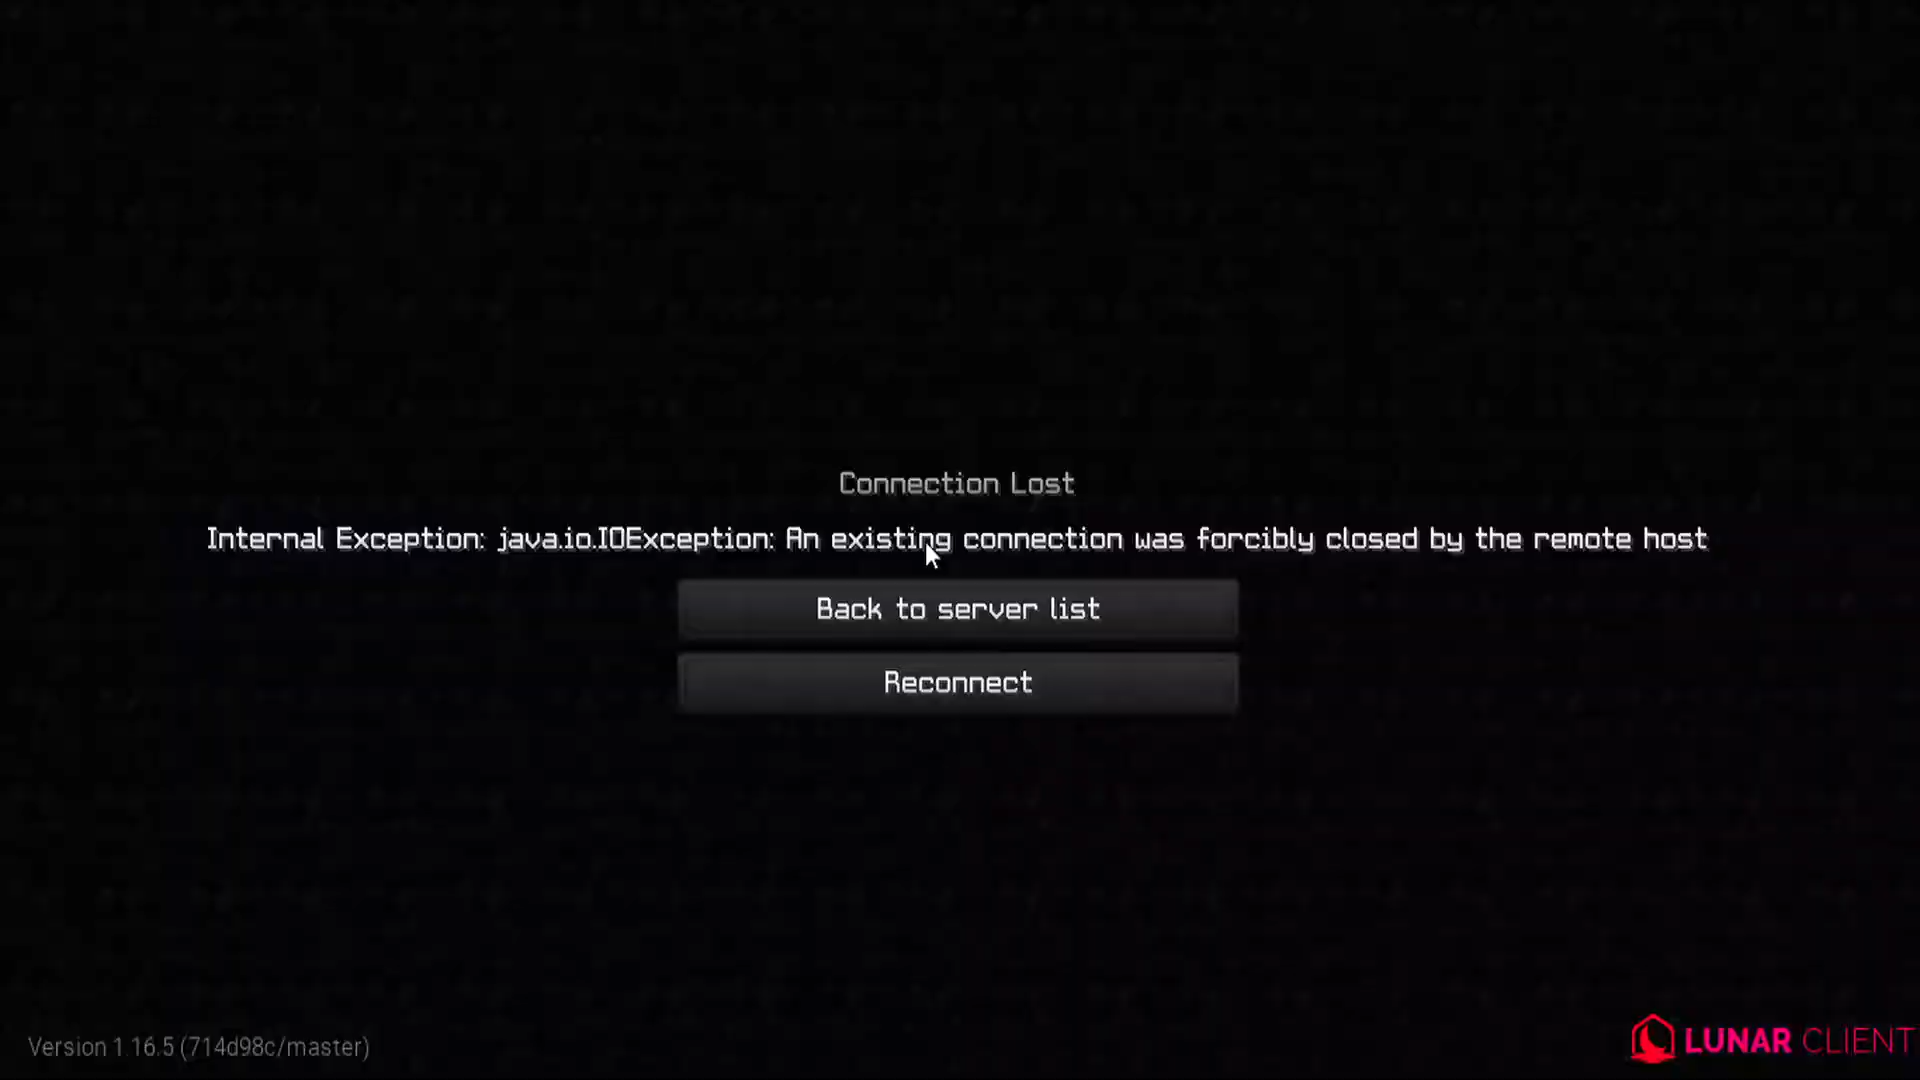 Connection Lost
Internal Exception: java.io.IOException: An existing connection was forcibly closed by the remote host
Back to server list
Reconnect
Version 1.16.5 (714d98c/master)
LUNAR CLIENT